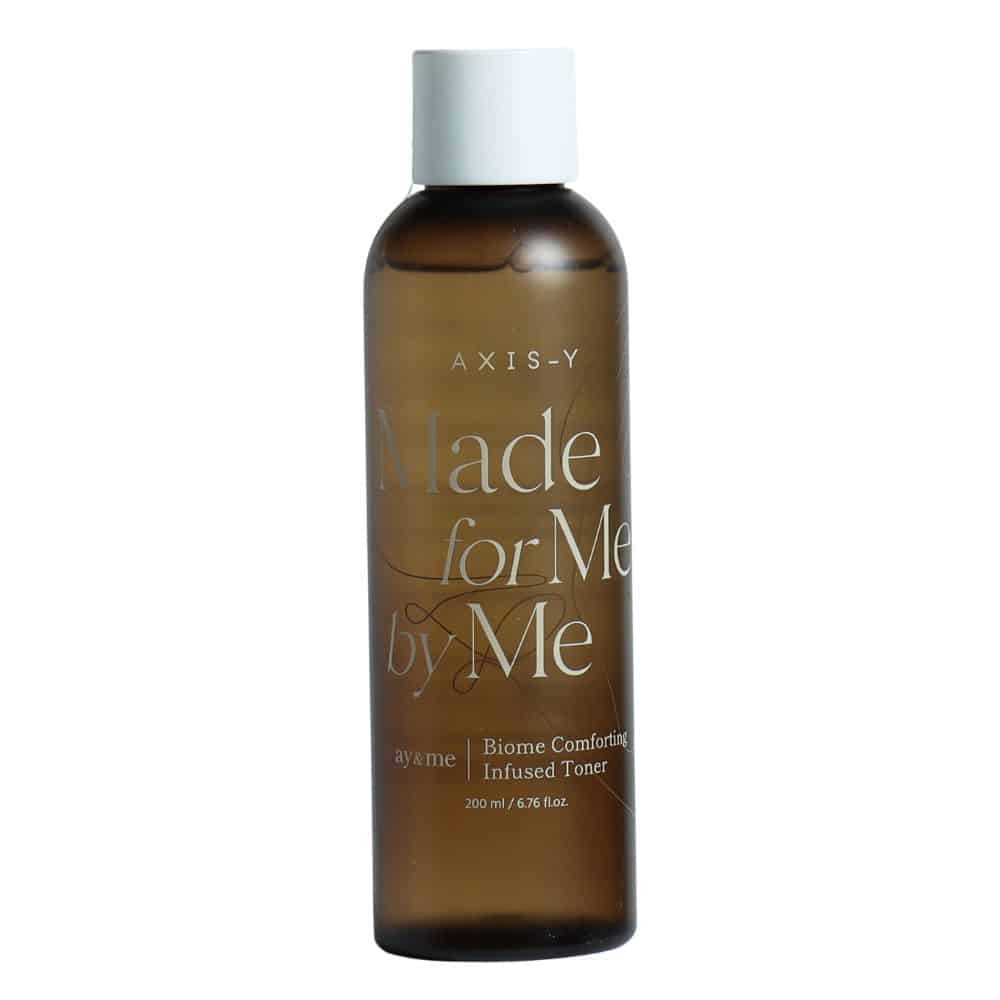 AXIS-Y
Made
for Me
by Me
ay&me | Biome Comforting
Infused Toner
200 ml / 6.76 fl.oz.